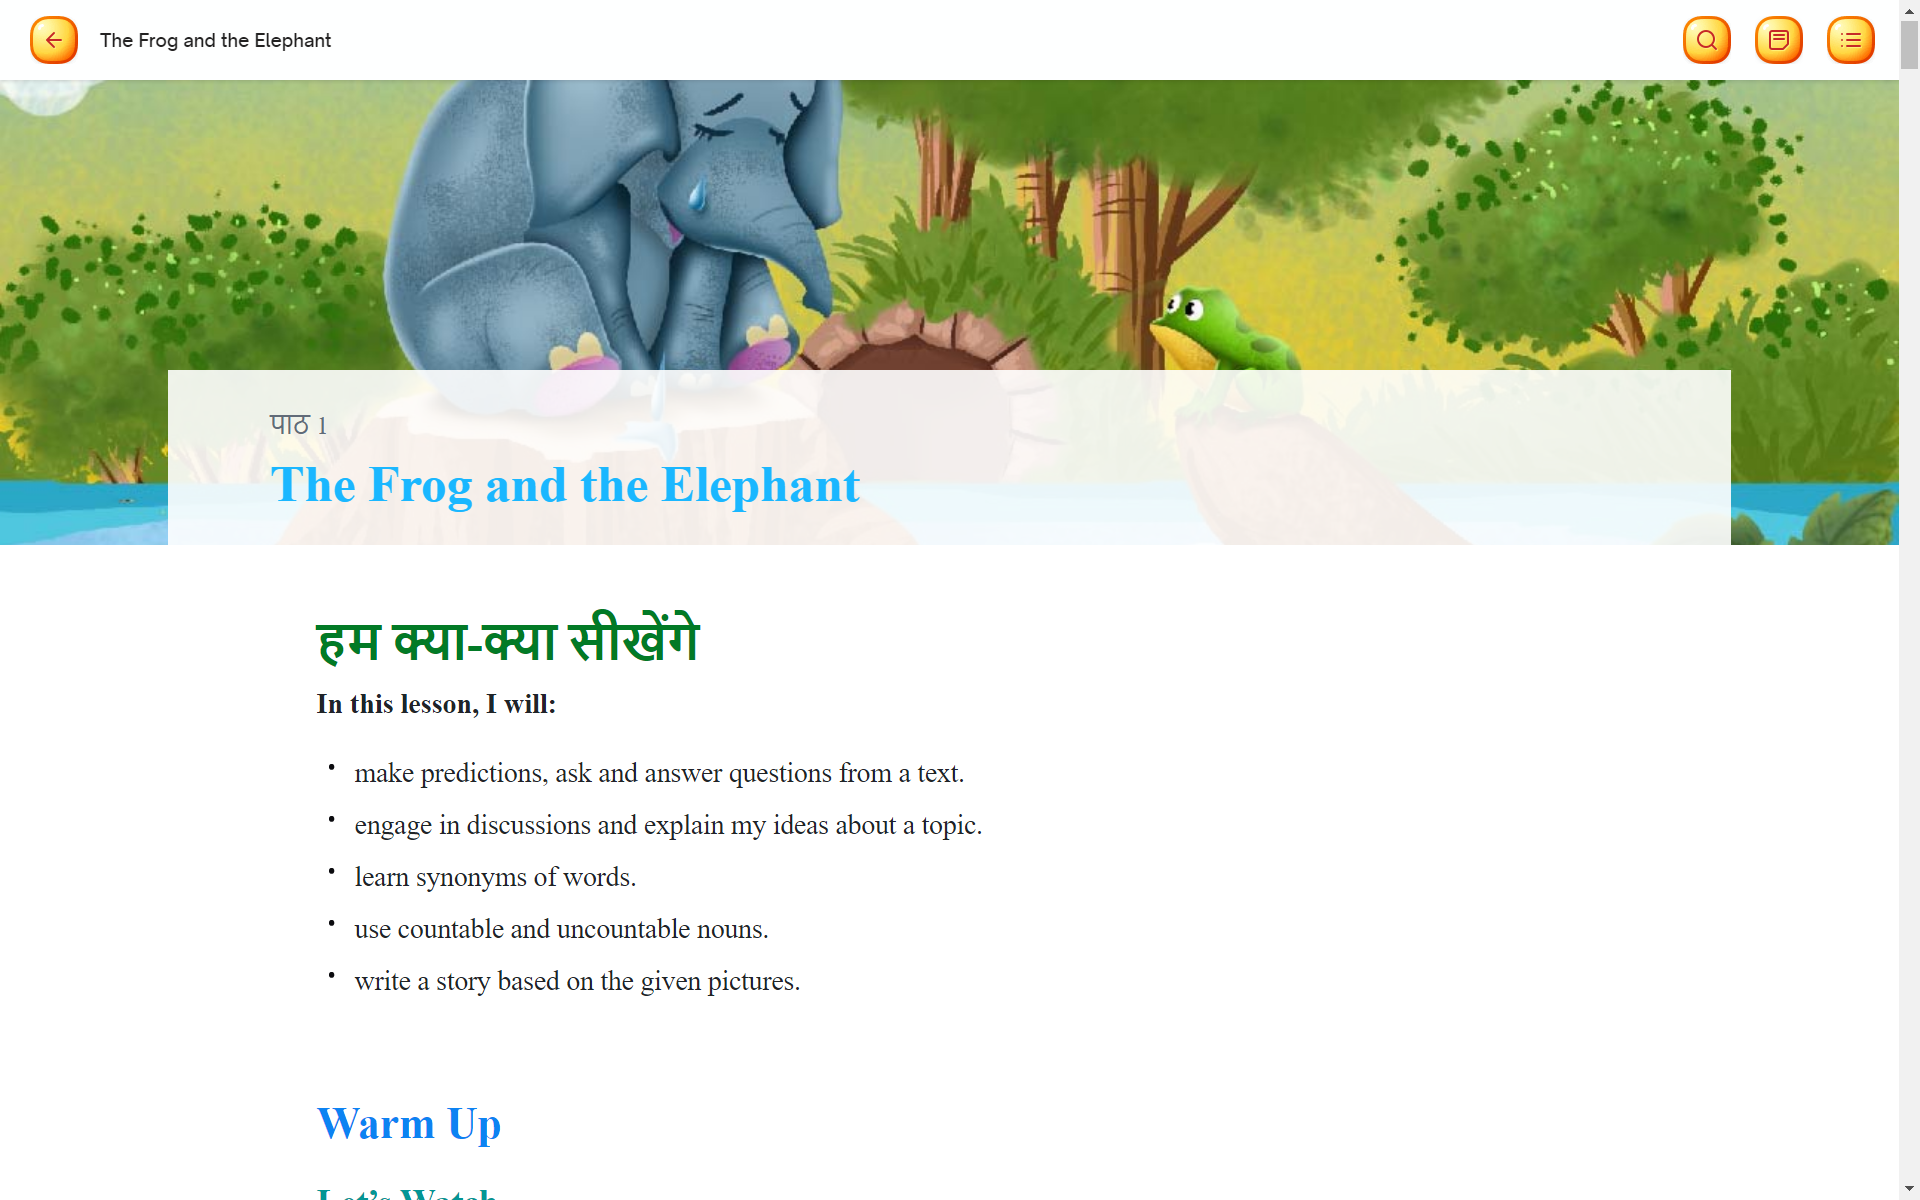 The Frog and the Elephant
पाठ 1
The Frog and the Elephant
हम क्या-क्या सीखेंगे
In this lesson, I will:
• make predictions, ask and answer questions from a text.
• engage in discussions and explain my ideas about a topic.
• learn synonyms of words.
• use countable and uncountable nouns.
• write a story based on the given pictures.
Warm Up
Let's Watch